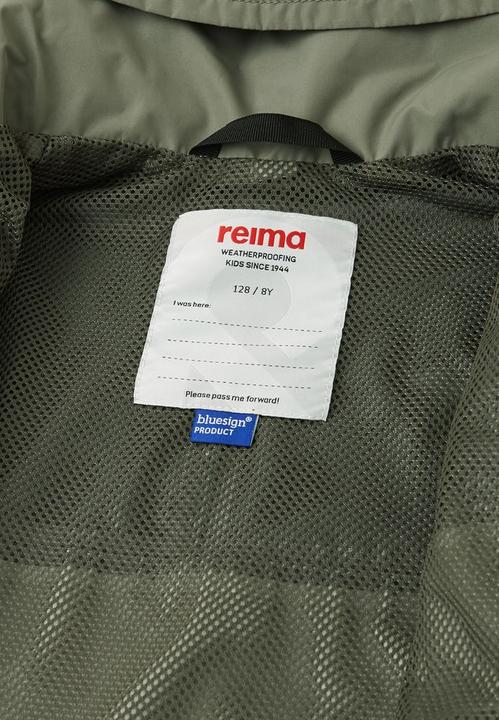 reima
WEATHERPROOFING
KIDS SINCE 1944
128 / 8Y
I was here:
Please pass me forward!
bluesign®
PRODUCT